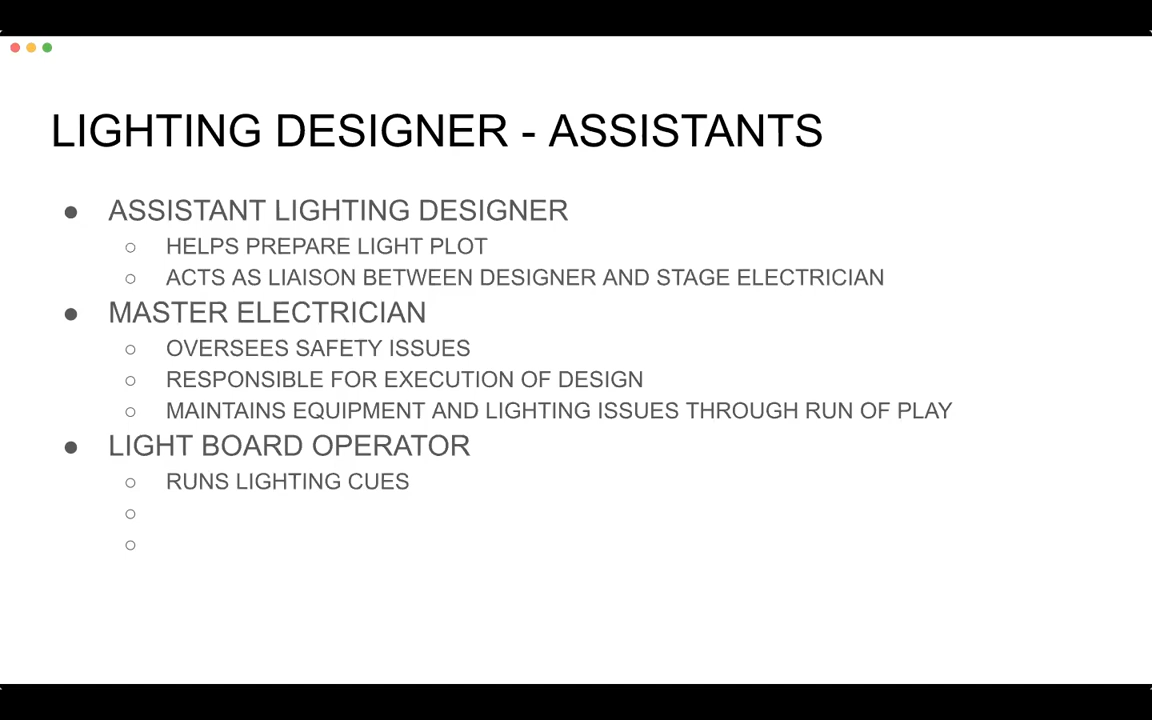 LIGHTING DESIGNER - ASSISTANTS
● ASSISTANT LIGHTING DESIGNER
○ HELPS PREPARE LIGHT PLOT
○ ACTS AS LIAISON BETWEEN DESIGNER AND STAGE ELECTRICIAN
● MASTER ELECTRICIAN
○ OVERSEES SAFETY ISSUES
○ RESPONSIBLE FOR EXECUTION OF DESIGN
○ MAINTAINS EQUIPMENT AND LIGHTING ISSUES THROUGH RUN OF PLAY
● LIGHT BOARD OPERATOR
○ RUNS LIGHTING CUES
○
○